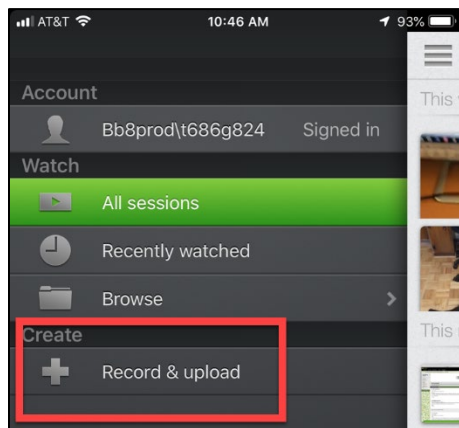 AT&T 10:46 AM 93%
Account
This
Bb8prod\t686g824 Signed in
Watch
All sessions
Recently watched
Browse
Create
This
Record & upload